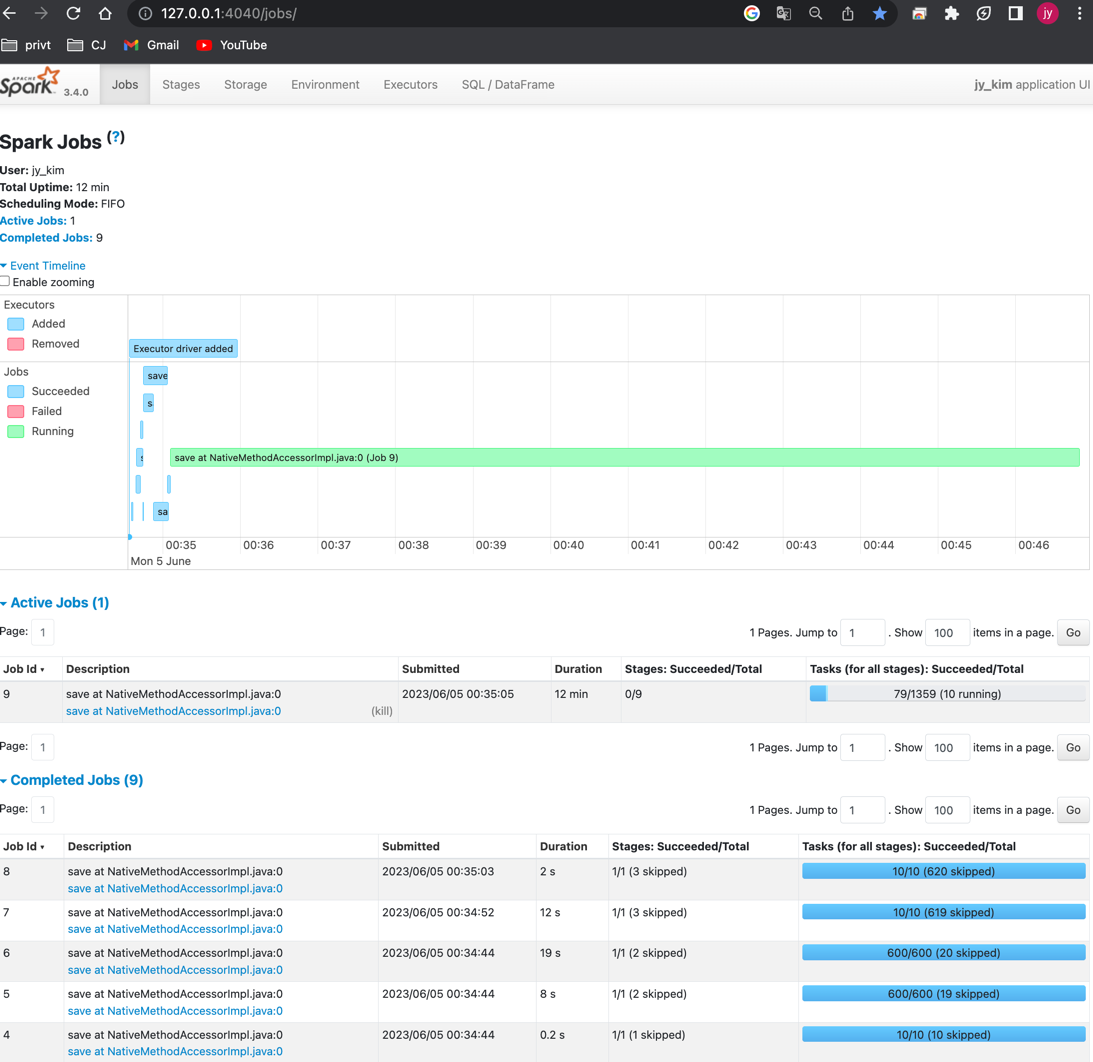 127.0.0.1:4040/jobs/
jy
privt CJ Gmail YouTube
APACHE Spark 3.4.0 Jobs Stages Storage Environment Executors SQL / DataFrame jy_kim application UI
Spark Jobs (?)
User: jy_kim
Total Uptime: 12 min
Scheduling Mode: FIFO
Active Jobs: 1
Completed Jobs: 9
Event Timeline
Enable zooming
Executors
Added
Removed
Executor driver added
Jobs
Succeeded
Failed
Running
save
s
save at NativeMethodAccessorImpl.java:0 (Job 9)
sa
00:35 00:36 00:37 00:38 00:39 00:40 00:41 00:42 00:43 00:44 00:45 00:46
Mon 5 June
Active Jobs (1)
Page: 1 1 Pages. Jump to 1 . Show 100 items in a page. Go
Job Id ▾ Description Submitted Duration Stages: Succeeded/Total Tasks (for all stages): Succeeded/Total
9 save at NativeMethodAccessorImpl.java:0 2023/06/05 00:35:05 12 min 0/9 79/1359 (10 running)
save at NativeMethodAccessorImpl.java:0 (kill)
Page: 1 1 Pages. Jump to 1 . Show 100 items in a page. Go
Completed Jobs (9)
Page: 1 1 Pages. Jump to 1 . Show 100 items in a page. Go
Job Id ▾ Description Submitted Duration Stages: Succeeded/Total Tasks (for all stages): Succeeded/Total
8 save at NativeMethodAccessorImpl.java:0 2023/06/05 00:35:03 2 s 1/1 (3 skipped) 10/10 (620 skipped)
save at NativeMethodAccessorImpl.java:0
7 save at NativeMethodAccessorImpl.java:0 2023/06/05 00:34:52 12 s 1/1 (3 skipped) 10/10 (619 skipped)
save at NativeMethodAccessorImpl.java:0
6 save at NativeMethodAccessorImpl.java:0 2023/06/05 00:34:44 19 s 1/1 (2 skipped) 600/600 (20 skipped)
save at NativeMethodAccessorImpl.java:0
5 save at NativeMethodAccessorImpl.java:0 2023/06/05 00:34:44 8 s 1/1 (2 skipped) 600/600 (19 skipped)
save at NativeMethodAccessorImpl.java:0
4 save at NativeMethodAccessorImpl.java:0 2023/06/05 00:34:44 0.2 s 1/1 (1 skipped) 10/10 (10 skipped)
save at NativeMethodAccessorImpl.java:0